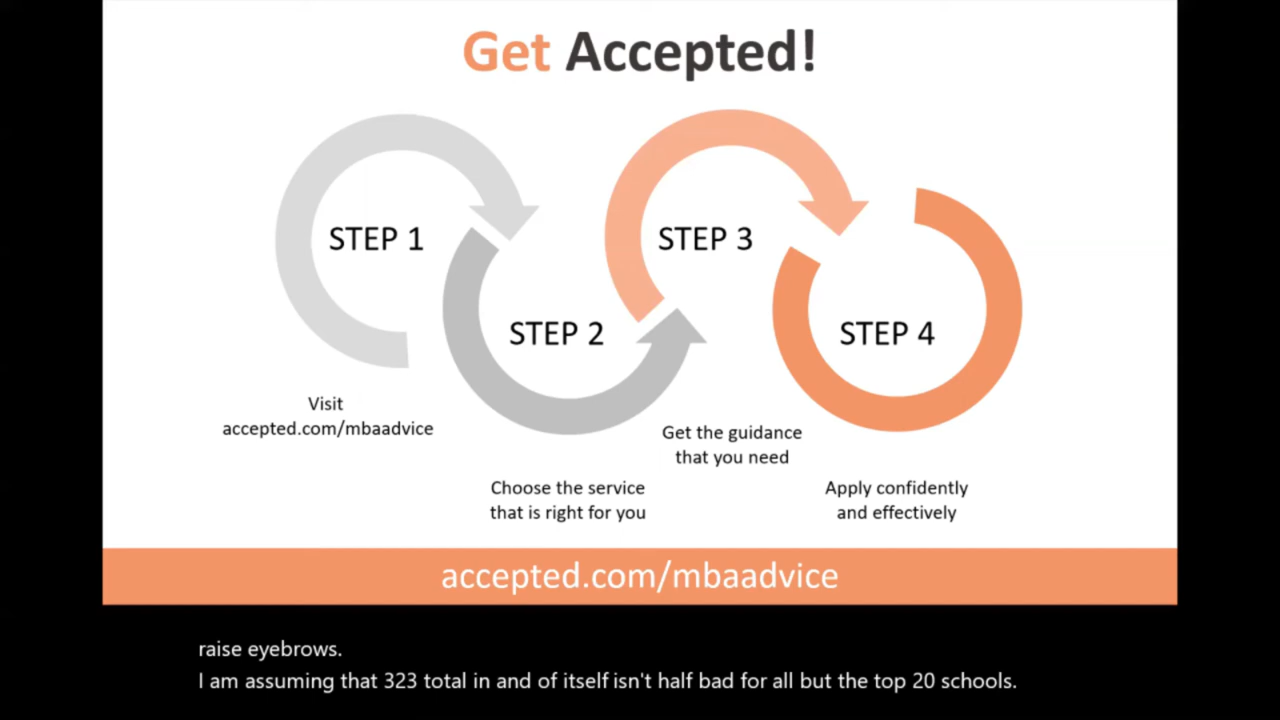 Get Accepted!
STEP 1
STEP 3
STEP 2
STEP 4
Visit
accepted.com/mbaadvice
Get the guidance
that you need
Choose the service
that is right for you
Apply confidently
and effectively
accepted.com/mbaadvice
raise eyebrows.
I am assuming that 323 total in and of itself isn't half bad for all but the top 20 schools.